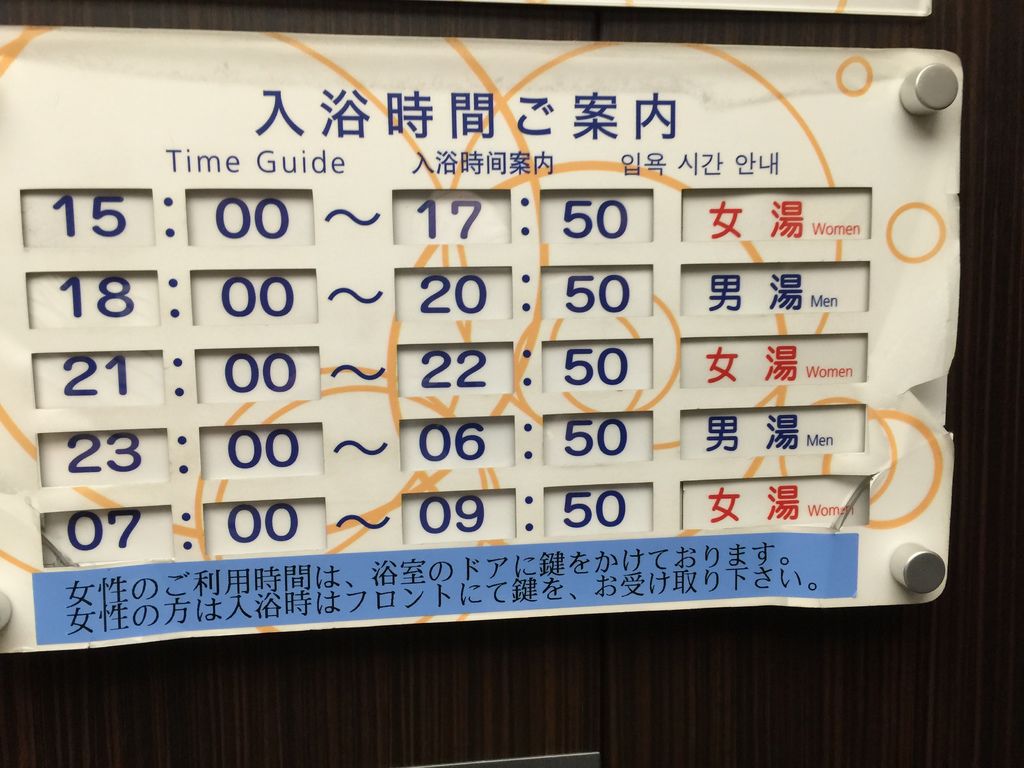 入浴時間ご案内
Time Guide 入浴時间案内 입욕 시간 안내
15:00～17:50 女湯 Women
18:00～20:50 男湯 Men
21:00～22:50 女湯 Women
23:00～06:50 男湯 Men
07:00～09:50 女湯 Women
女性のご利用時間は、浴室のドアに鍵をかけております。
女性の方は入浴時はフロントにて鍵を、お受け取り下さい。